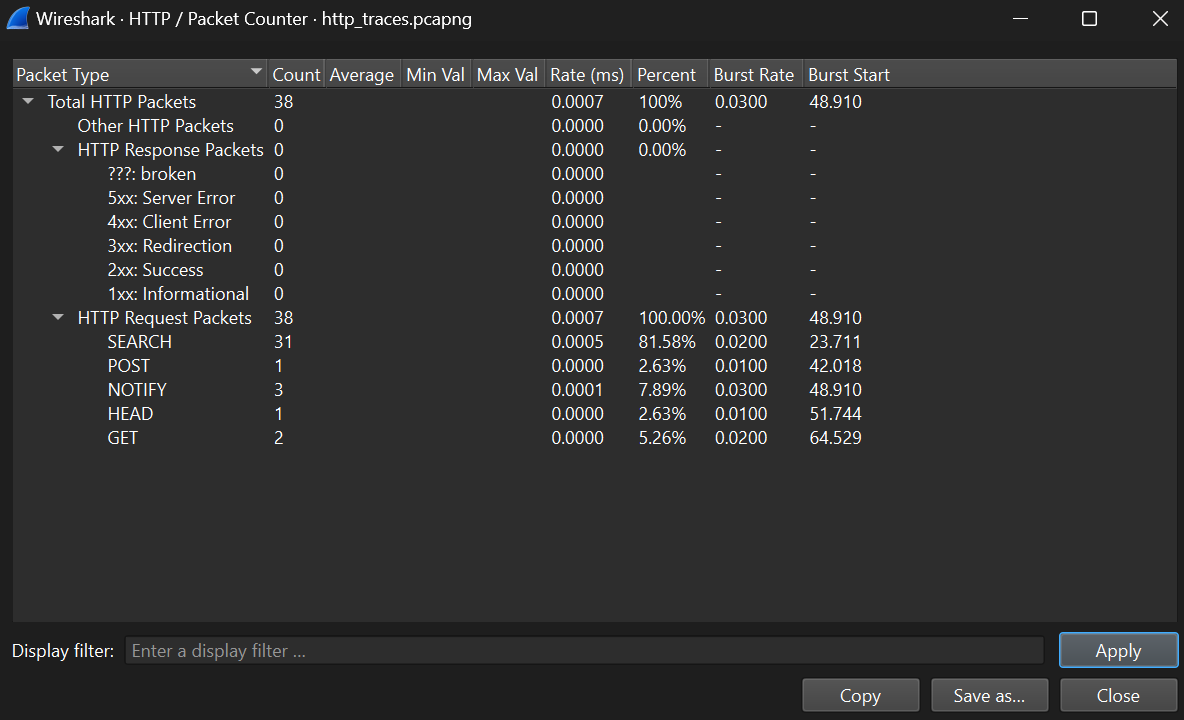 Wireshark · HTTP / Packet Counter · http_traces.pcapng
Packet Type Count Average Min Val Max Val Rate (ms) Percent Burst Rate Burst Start
Total HTTP Packets 38 0.0007 100% 0.0300 48.910
Other HTTP Packets 0 0.0000 0.00% - -
HTTP Response Packets 0 0.0000 0.00% - -
???: broken 0 0.0000 - -
5xx: Server Error 0 0.0000 - -
4xx: Client Error 0 0.0000 - -
3xx: Redirection 0 0.0000 - -
2xx: Success 0 0.0000 - -
1xx: Informational 0 0.0000 - -
HTTP Request Packets 38 0.0007 100.00% 0.0300 48.910
SEARCH 31 0.0005 81.58% 0.0200 23.711
POST 1 0.0000 2.63% 0.0100 42.018
NOTIFY 3 0.0001 7.89% 0.0300 48.910
HEAD 1 0.0000 2.63% 0.0100 51.744
GET 2 0.0000 5.26% 0.0200 64.529
Display filter: Enter a display filter ... Apply
Copy Save as... Close